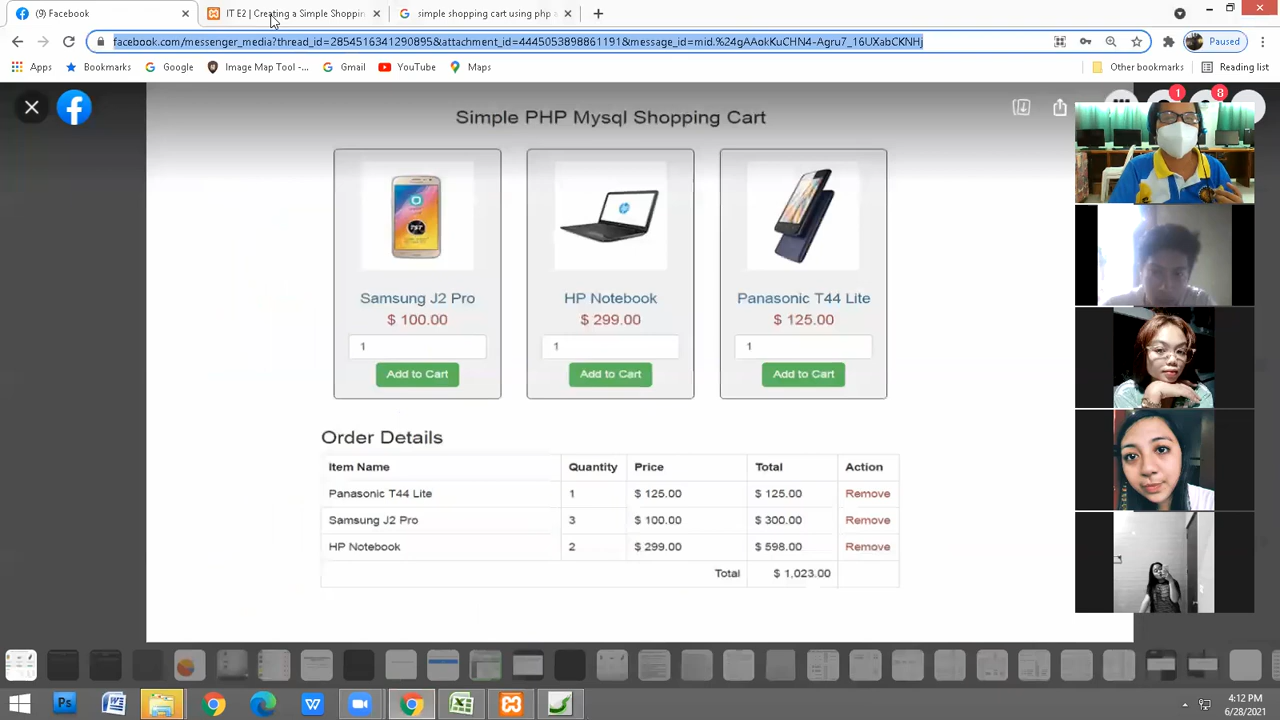 (9) Facebook
IT E2 | Creating a Simple Shoppin
simple shopping cart using php a
facebook.com/messenger_media?thread_id=2854516341290895&attachment_id=4445053898861191&message_id=mid.%24gAAokKuCHN4-Agru7_16UXabCKNHj
Paused
Apps
Bookmarks
Google
Image Map Tool -...
Gmail
YouTube
Maps
Other bookmarks
Reading list
1
8
Simple PHP Mysql Shopping Cart
Samsung J2 Pro
HP Notebook
Panasonic T44 Lite
$ 100.00
$ 299.00
$ 125.00
1
1
1
Add to Cart
Add to Cart
Add to Cart
Order Details
Item Name Quantity Price Total Action
Panasonic T44 Lite 1 $ 125.00 $ 125.00 Remove
Samsung J2 Pro 3 $ 100.00 $ 300.00 Remove
HP Notebook 2 $ 299.00 $ 598.00 Remove
Total $ 1,023.00
4:12 PM
6/28/2021